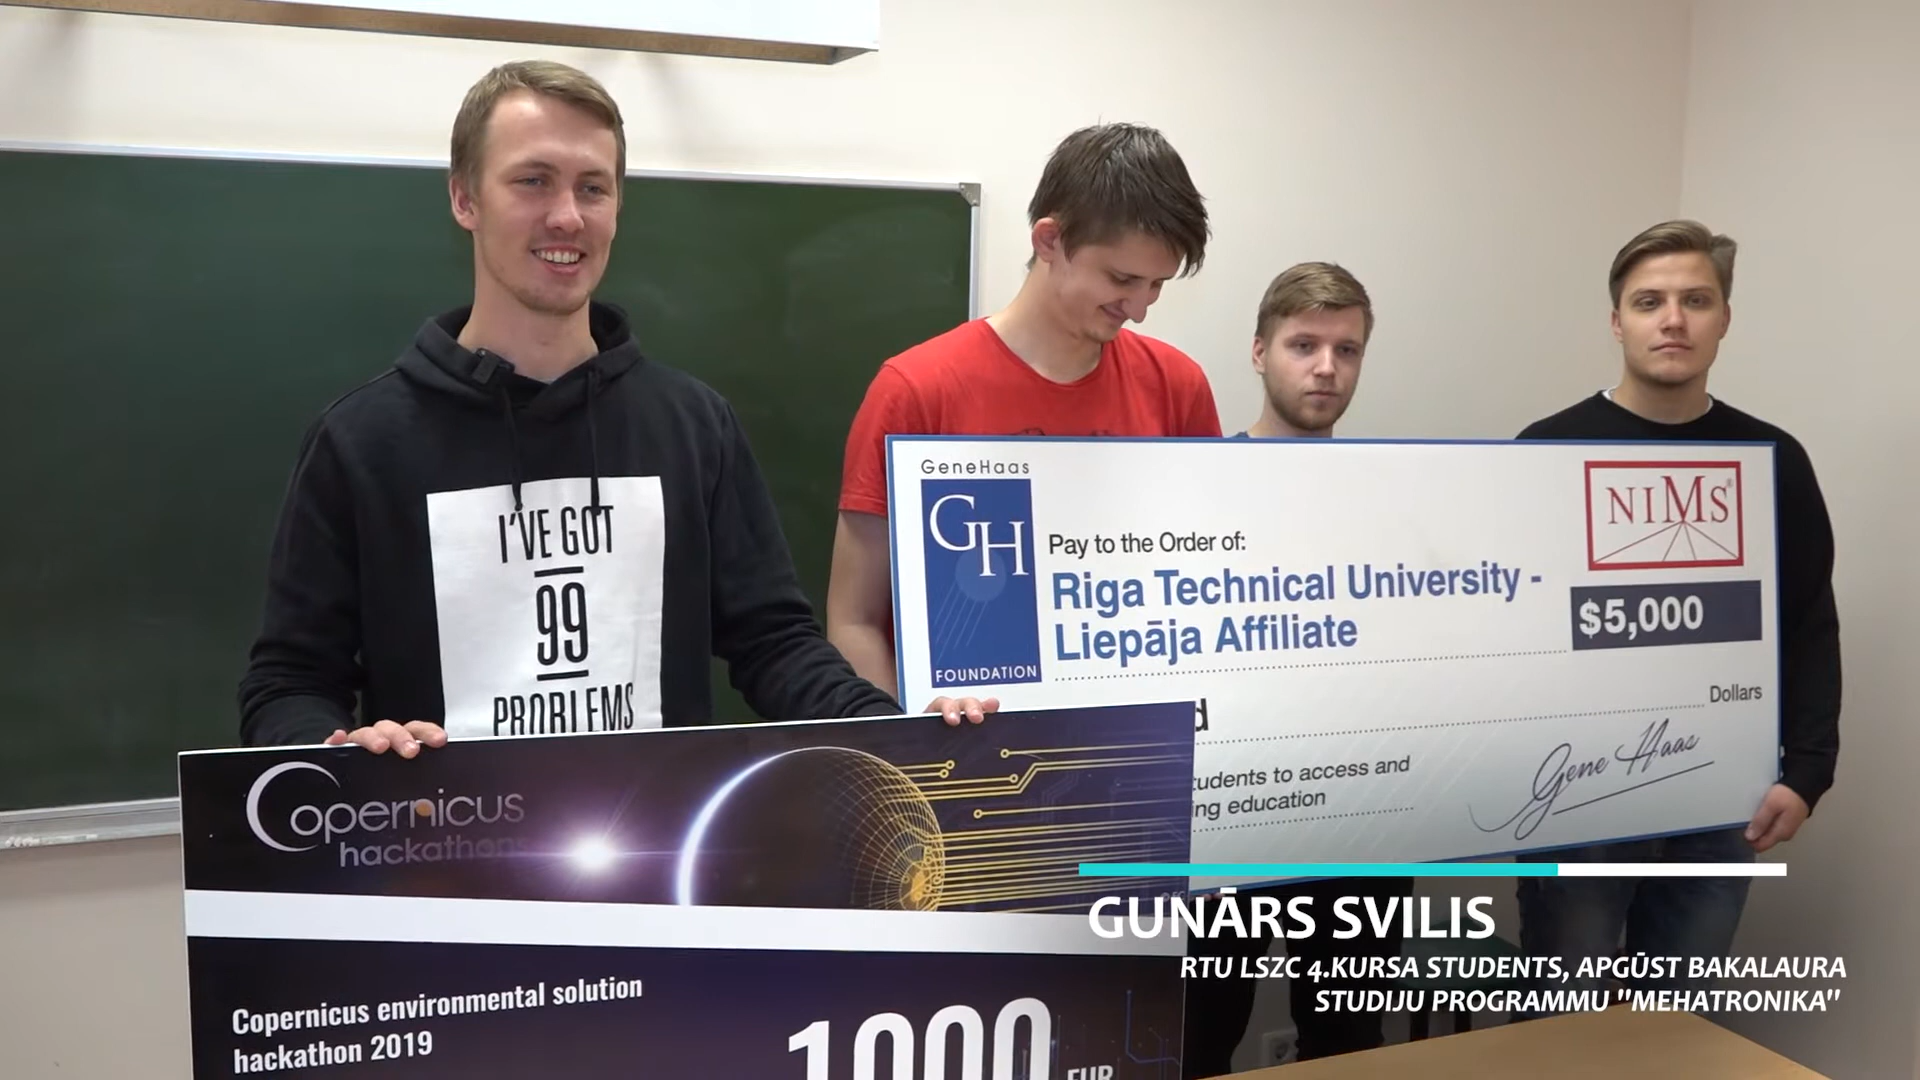 I'VE GOT
99
PROBLEMS
GeneHaas
GH
FOUNDATION
Pay to the Order of:
Riga Technical University -
Liepāja Affiliate
NIMS®
$5,000
Dollars
tudents to access and
ing education
Gene Haas
Copernicus
hackathons
Copernicus environmental solution
hackathon 2019
1000 EUR
GUNĀRS SVILIS
RTU LSZC 4.KURSA STUDENTS, APGŪST BAKALAURA
STUDIJU PROGRAMMU "MEHATRONIKA"